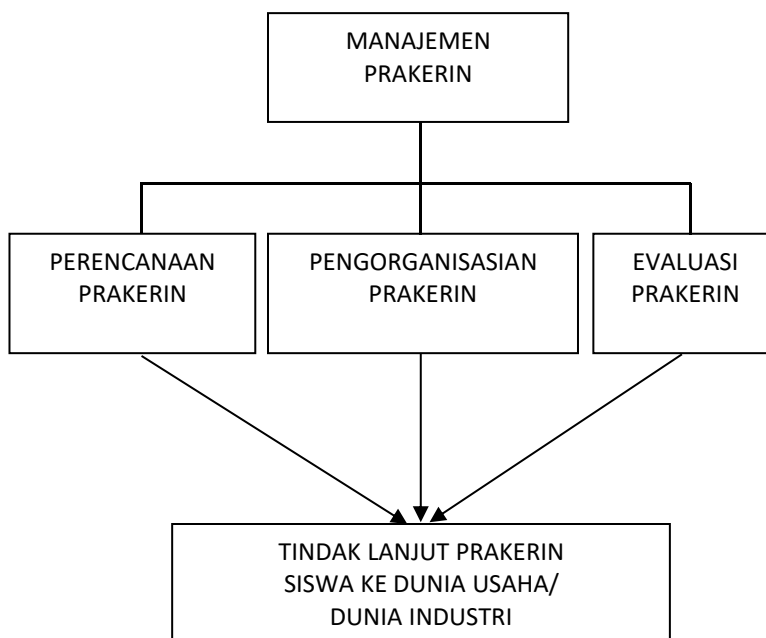 MANAJEMEN
PRAKERIN
PERENCANAAN
PRAKERIN
PENGORGANISASIAN
PRAKERIN
EVALUASI
PRAKERIN
TINDAK LANJUT PRAKERIN
SISWA KE DUNIA USAHA/
DUNIA INDUSTRI